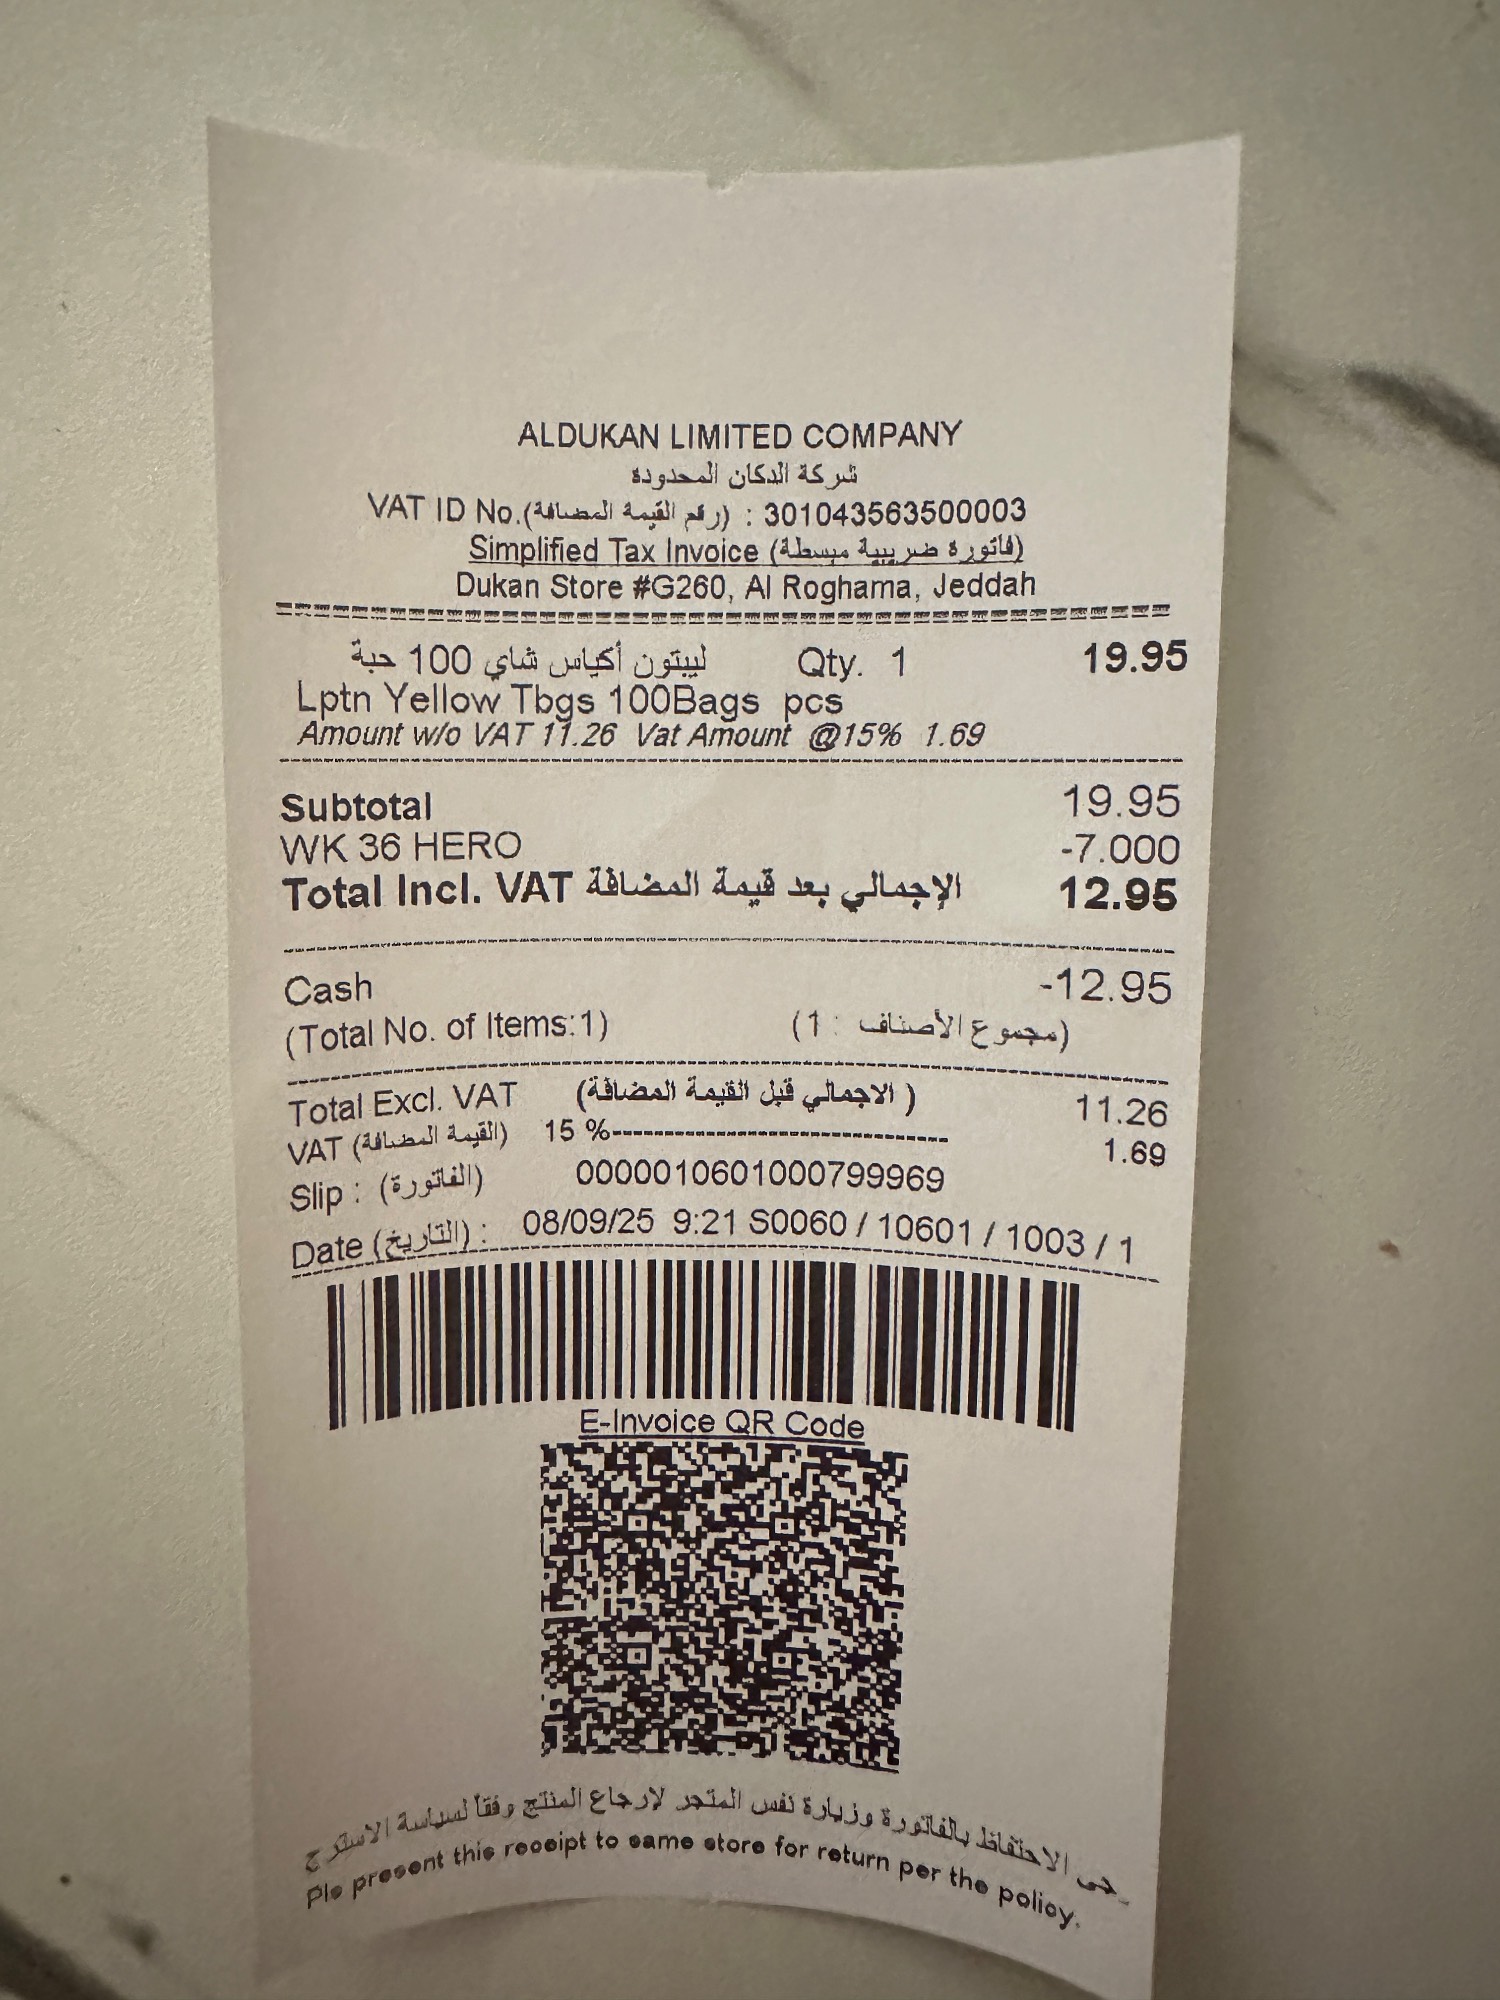 ALDUKAN LIMITED COMPANY
شركة الدكان المحدودة
VAT ID No.(رقم القيمة المضافة) : 301043563500003
Simplified Tax Invoice (فاتورة ضريبية مبسطة)
Dukan Store #G260, Al Roghama, Jeddah
ليبتون أكياس شاي 100 حبة Qty. 1 19.95
Lptn Yellow Tbgs 100Bags pcs
Amount w/o VAT 11.26 Vat Amount @15% 1.69
Subtotal 19.95
WK 36 HERO -7.000
Total Incl. VAT الإجمالي بعد قيمة المضافة 12.95
Cash -12.95
(Total No. of Items:1) (مجموع الأصناف : 1)
Total Excl. VAT (الاجمالي قبل القيمة المضافة ) 11.26
VAT (القيمة المضافة) 15 %------------------------------- 1.69
Slip : (الفاتورة) 0000010601000799969
Date (التاريخ) : 08/09/25 9:21 S0060 / 10601 / 1003 / 1
E-Invoice QR Code
الاحتفاظ بالفاتورة وزيارة نفس المتجر لإرجاع المنتج وفقا لسياسة
Pls present this receipt to same store for return per the policy.